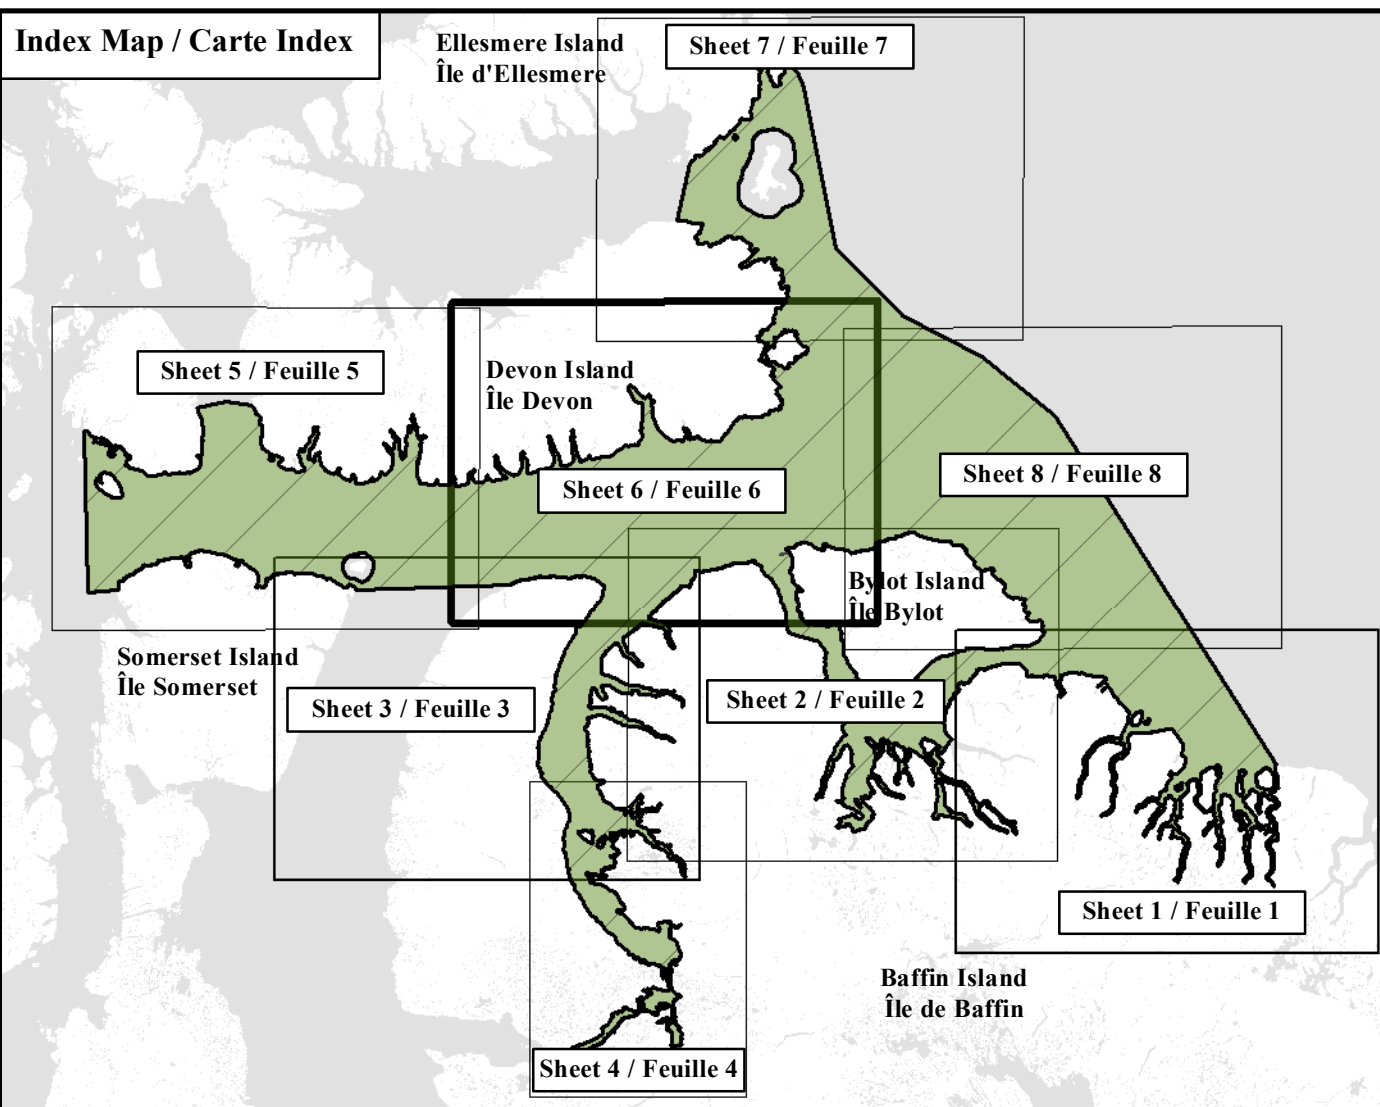 Index Map / Carte Index
Ellesmere Island
Île d'Ellesmere
Sheet 7 / Feuille 7
Sheet 5 / Feuille 5
Devon Island
Île Devon
Sheet 6 / Feuille 6
Sheet 8 / Feuille 8
Bylot Island
Île Bylot
Somerset Island
Île Somerset
Sheet 3 / Feuille 3
Sheet 2 / Feuille 2
Sheet 1 / Feuille 1
Baffin Island
Île de Baffin
Sheet 4 / Feuille 4